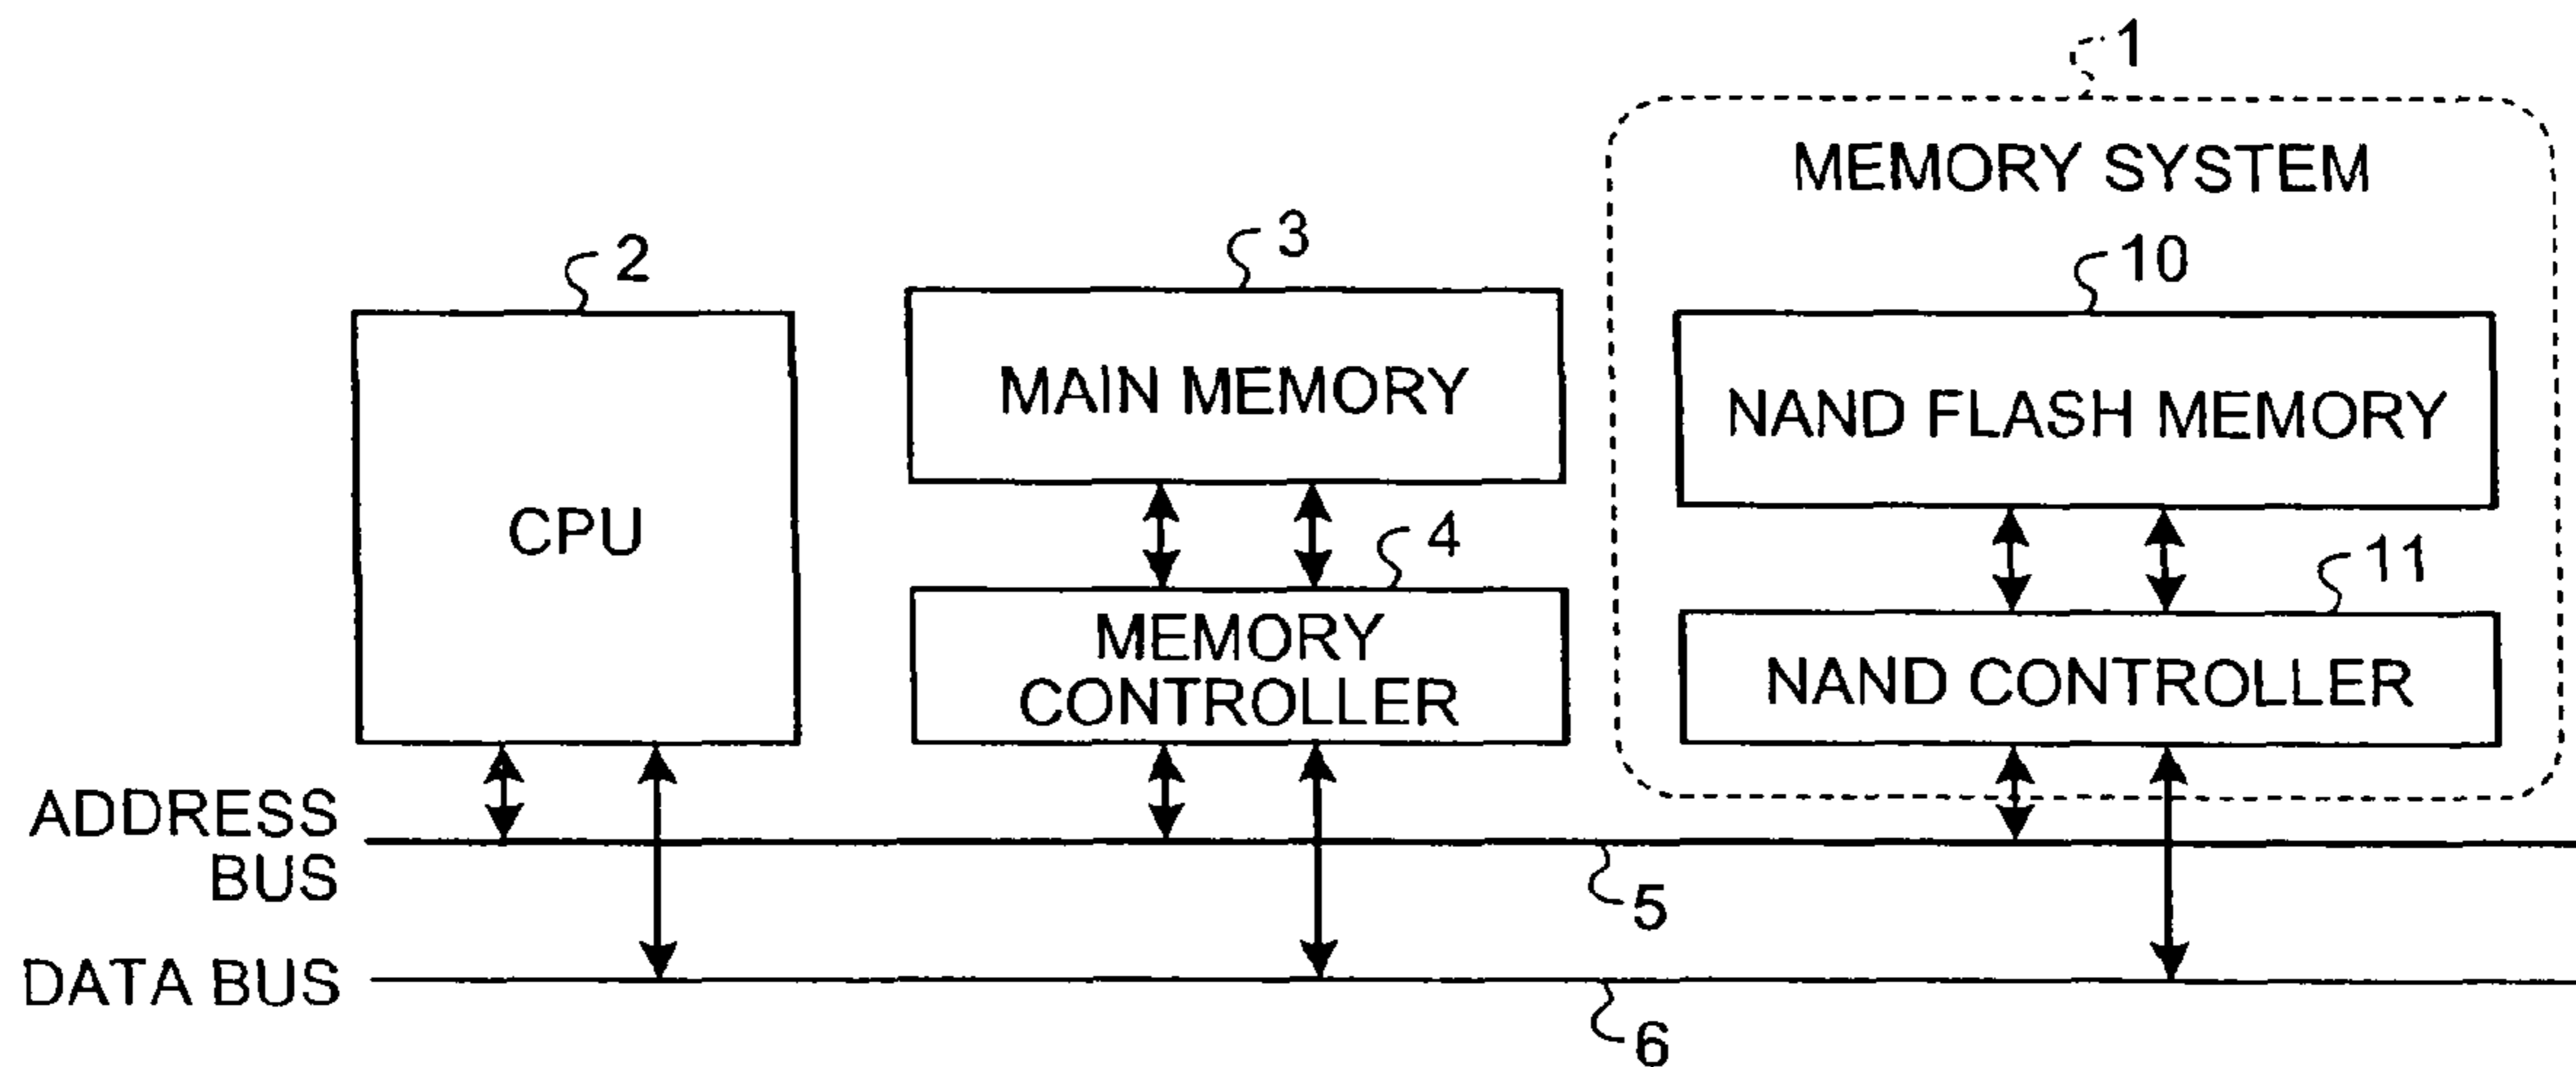 1
MEMORY SYSTEM
2
3
10
CPU
MAIN MEMORY
NAND FLASH MEMORY
4
11
MEMORY
CONTROLLER
NAND CONTROLLER
ADDRESS
BUS
5
DATA BUS
6